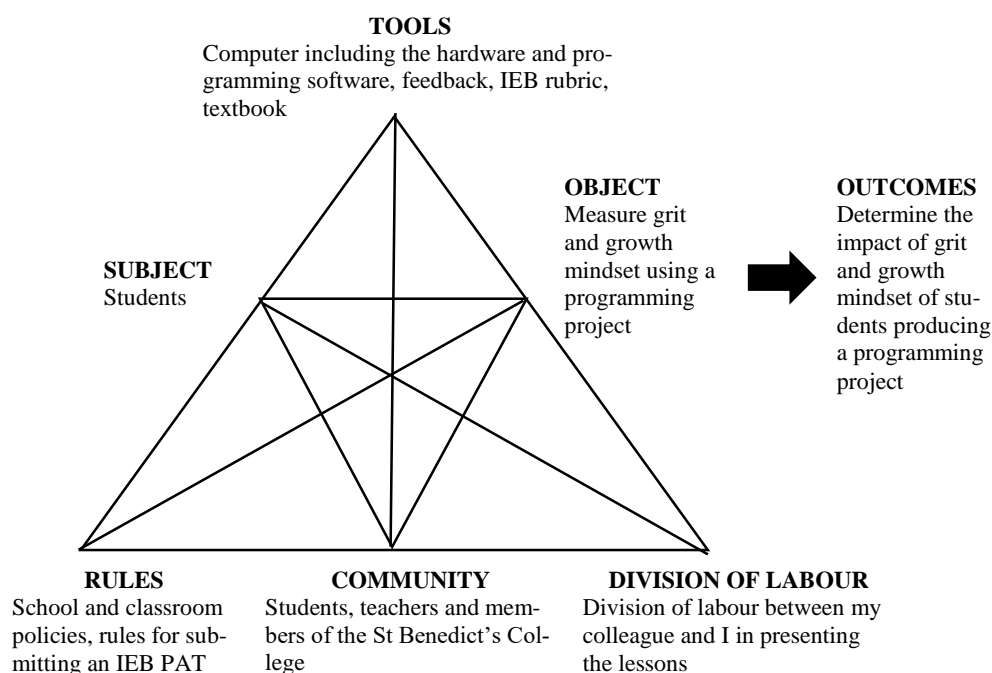 TOOLS
Computer including the hardware and pro-
gramming software, feedback, IEB rubric,
textbook
SUBJECT
Students
OBJECT
Measure grit
and growth
mindset using a
programming
project
OUTCOMES
Determine the
impact of grit
and growth
mindset of stu-
dents producing
a programming
project
RULES
School and classroom
policies, rules for sub-
mitting an IEB PAT
COMMUNITY
Students, teachers and mem-
bers of the St Benedict's Col-
lege
DIVISION OF LABOUR
Division of labour between my
colleague and I in presenting
the lessons